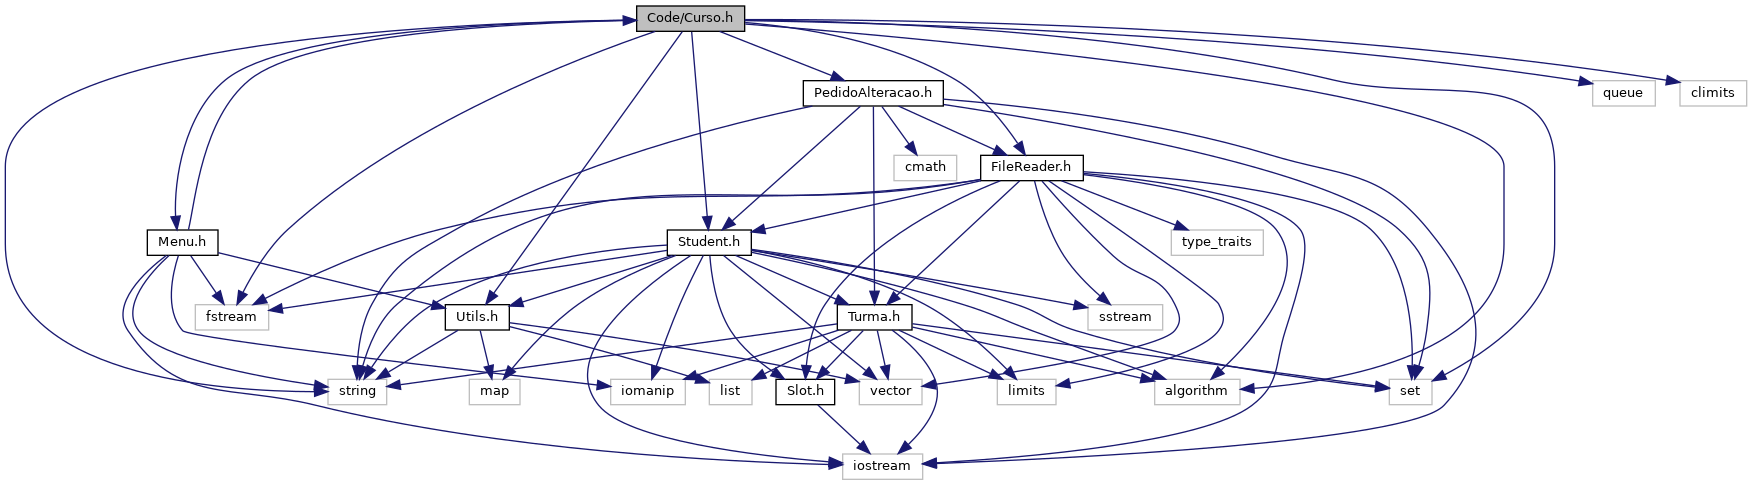 Code/Curso.h
PedidoAlteracao.h
queue
climits
cmath
FileReader.h
Menu.h
Student.h
type_traits
fstream
Utils.h
Turma.h
sstream
string
map
iomanip
list
Slot.h
vector
limits
algorithm
set
iostream